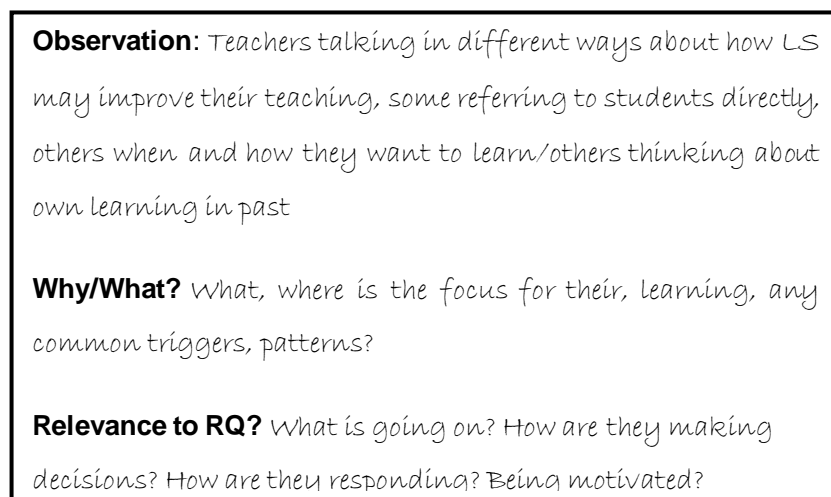 Observation: Teachers talking in different ways about how LS
may improve their teaching, some referring to students directly,
others when and how they want to learn/others thinking about
own learning in past
Why/What? What, where is the focus for their, learning, any
common triggers, patterns?
Relevance to RQ? What is going on? How are they making
decisions? How are they responding? Being motivated?